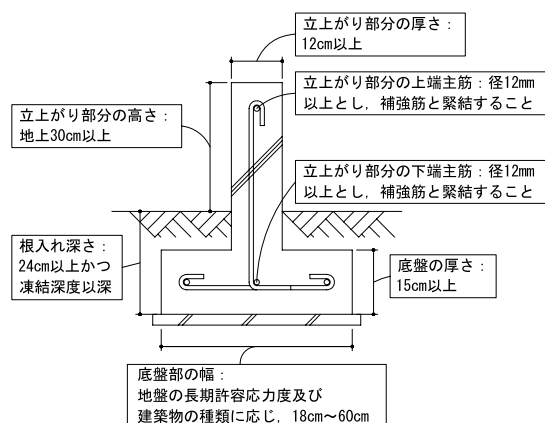 立上がり部分の厚さ：
12cm以上
立上がり部分の上端主筋：径12mm
以上とし，補強筋と緊結すること
立上がり部分の高さ：
地上30cm以上
立上がり部分の下端主筋：径12mm
以上とし，補強筋と緊結すること
根入れ深さ：
24cm以上かつ
凍結深度以深
底盤の厚さ：
15cm以上
底盤部の幅：
地盤の長期許容応力度及び
建築物の種類に応じ，18cm～60cm